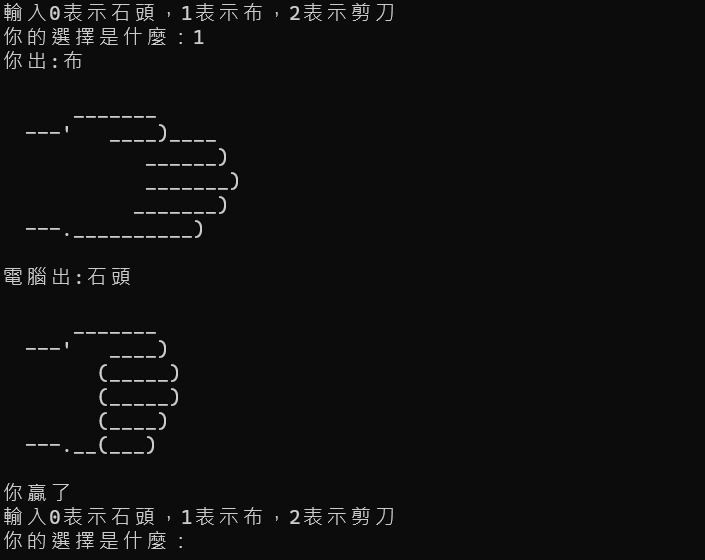 輸入0表示石頭，1表示布，2表示剪刀
你的選擇是什麼：1
你出:布
    _______
---'   ____)____
          ______)
          _______)
         _______)
---.__________)
電腦出:石頭
    _______
---'   ____)
      (_____)
      (_____)
      (____)
---.__(___)
你贏了
輸入0表示石頭，1表示布，2表示剪刀
你的選擇是什麼：